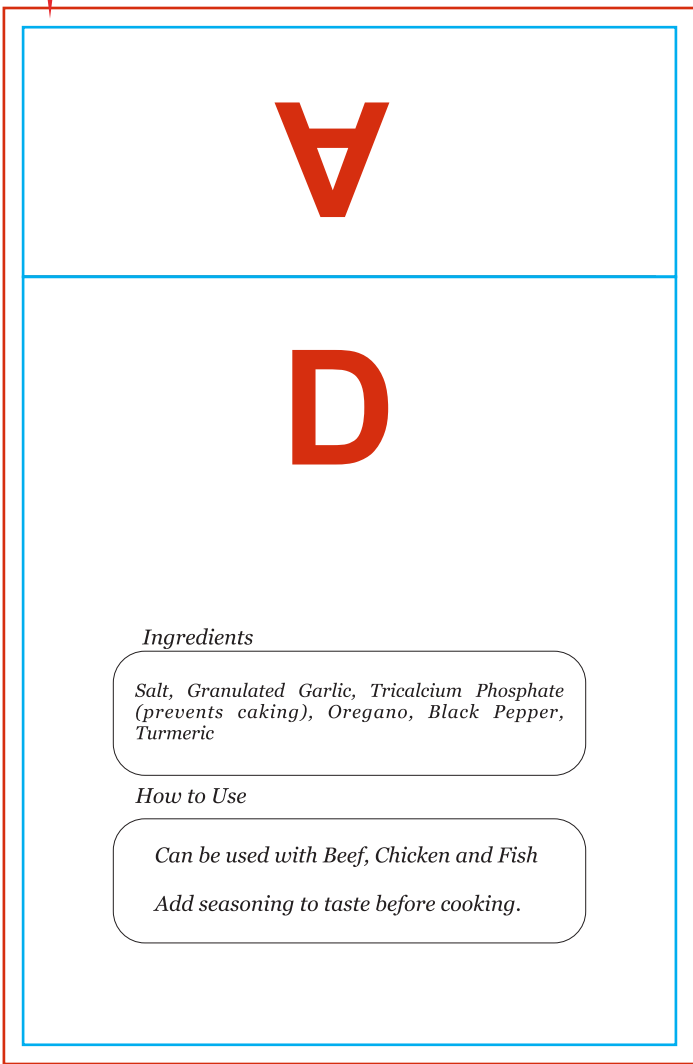 A
D
Ingredients
Salt, Granulated Garlic, Tricalcium Phosphate
(prevents caking), Oregano, Black Pepper,
Turmeric
How to Use
Can be used with Beef, Chicken and Fish
Add seasoning to taste before cooking.